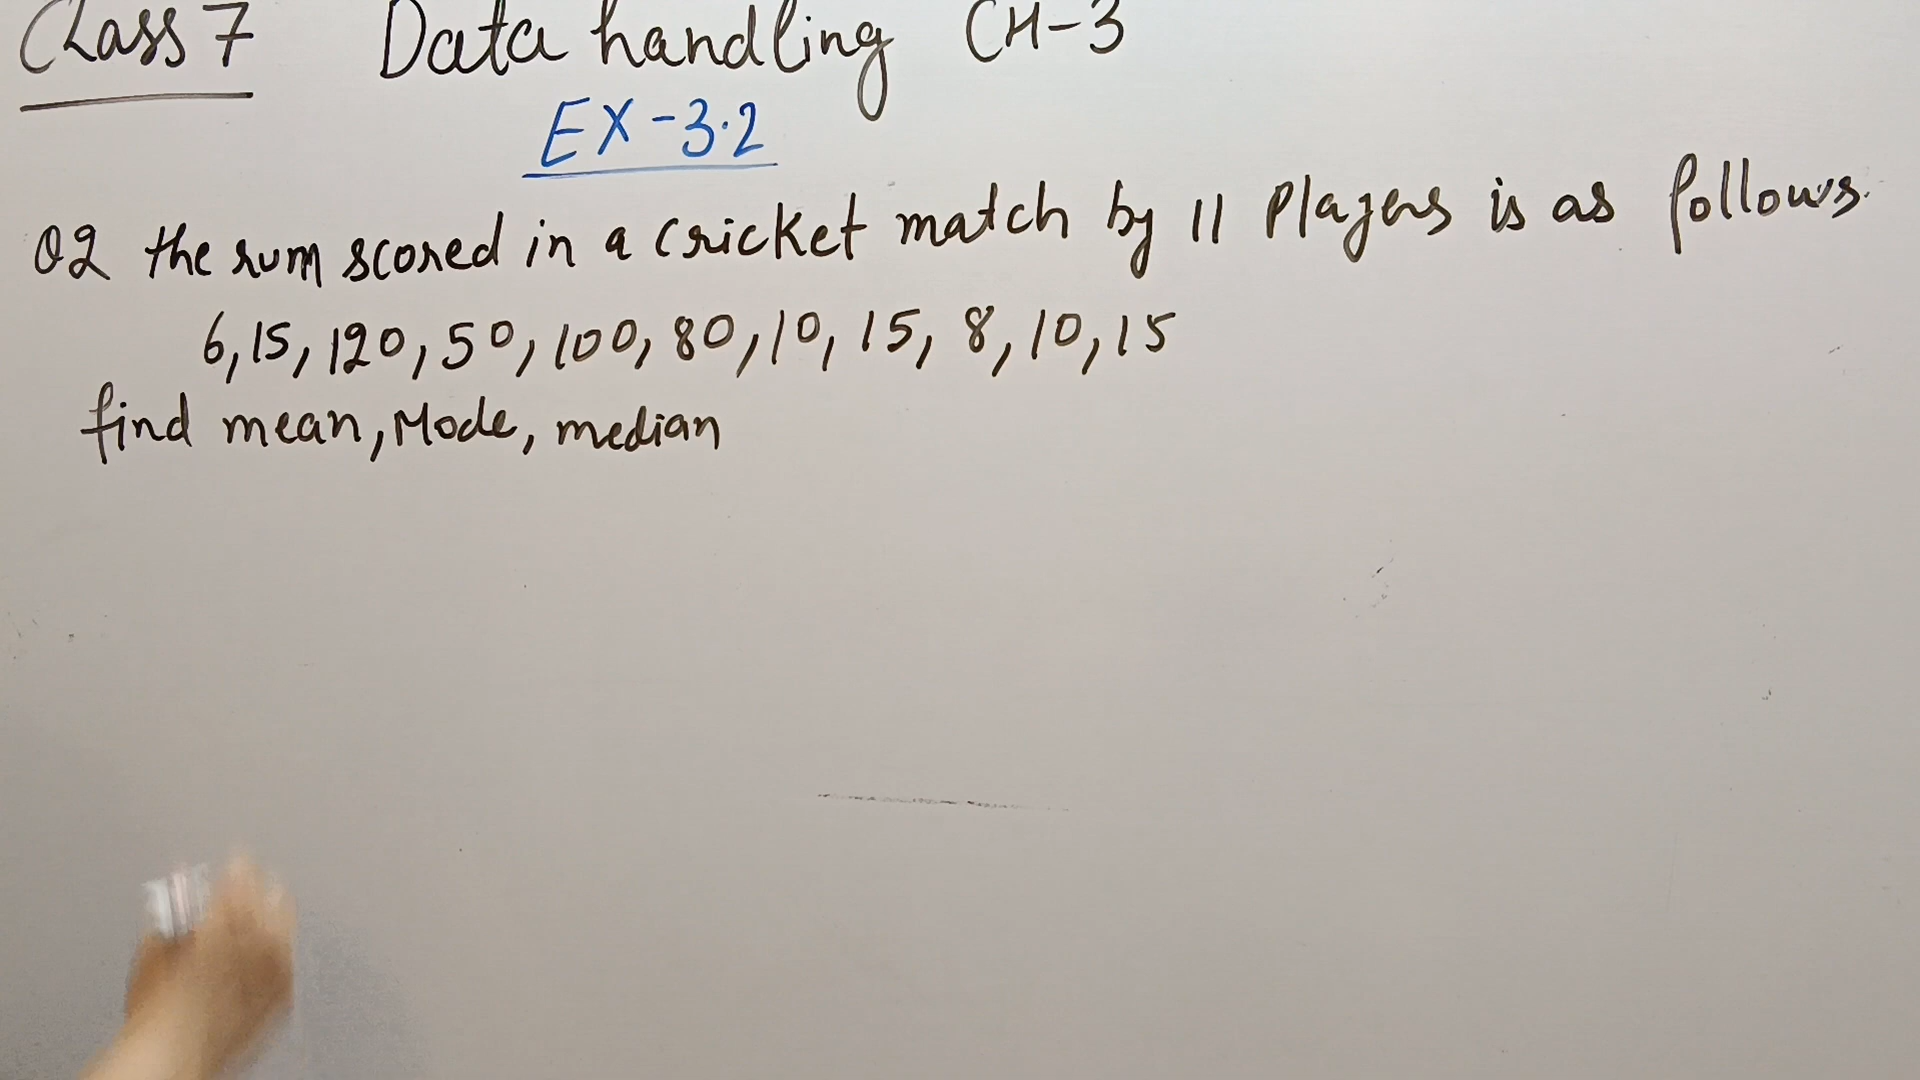 Class 7 Data handling CH-3
EX-3.2
Q2 the rum scored in a cricket match by 11 Players is as follows.
6,15,120,50,100,80,10,15,8,10,15
find mean, Mode, median